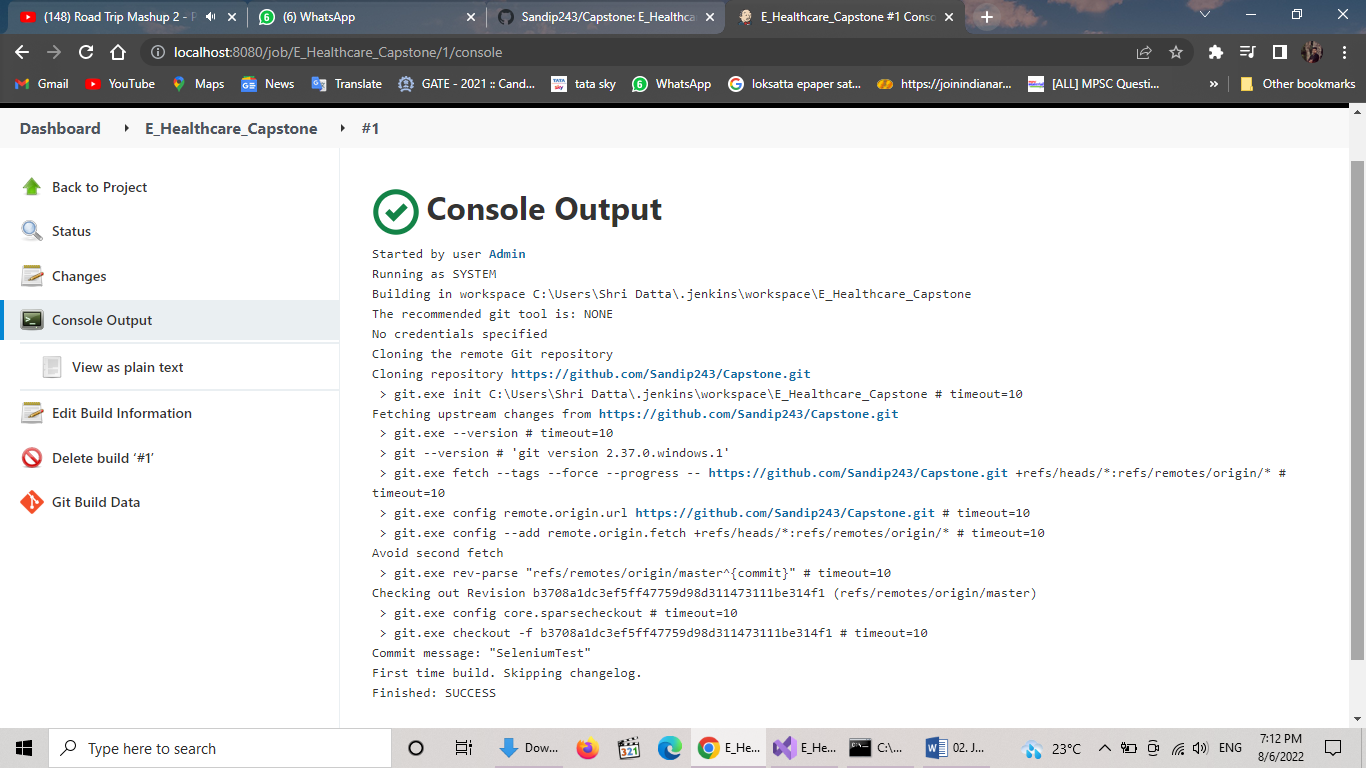 (148) Road Trip Mashup 2 -
(6) WhatsApp
Sandip243/Capstone: E_Healthca
E_Healthcare_Capstone #1 Conso
localhost:8080/job/E_Healthcare_Capstone/1/console
Gmail YouTube Maps News Translate GATE - 2021 :: Cand... tata sky WhatsApp loksatta epaper sat... https://joinindianar... [ALL] MPSC Questi... » Other bookmarks
Dashboard E_Healthcare_Capstone #1
Back to Project
Status
Changes
Console Output
View as plain text
Edit Build Information
Delete build ‘#1’
Git Build Data
Console Output
Started by user Admin
Running as SYSTEM
Building in workspace C:\Users\Shri Datta\.jenkins\workspace\E_Healthcare_Capstone
The recommended git tool is: NONE
No credentials specified
Cloning the remote Git repository
Cloning repository https://github.com/Sandip243/Capstone.git
> git.exe init C:\Users\Shri Datta\.jenkins\workspace\E_Healthcare_Capstone # timeout=10
Fetching upstream changes from https://github.com/Sandip243/Capstone.git
> git.exe --version # timeout=10
> git --version # 'git version 2.37.0.windows.1'
> git.exe fetch --tags --force --progress -- https://github.com/Sandip243/Capstone.git +refs/heads/*:refs/remotes/origin/* #
timeout=10
> git.exe config remote.origin.url https://github.com/Sandip243/Capstone.git # timeout=10
> git.exe config --add remote.origin.fetch +refs/heads/*:refs/remotes/origin/* # timeout=10
Avoid second fetch
> git.exe rev-parse "refs/remotes/origin/master^{commit}" # timeout=10
Checking out Revision b3708a1dc3ef5ff47759d98d311473111be314f1 (refs/remotes/origin/master)
> git.exe config core.sparsecheckout # timeout=10
> git.exe checkout -f b3708a1dc3ef5ff47759d98d311473111be314f1 # timeout=10
Commit message: "SeleniumTest"
First time build. Skipping changelog.
Finished: SUCCESS
Type here to search
Dow... 321 E_He... E_He... C:\... 02. J... 23°C ENG
7:12 PM
8/6/2022